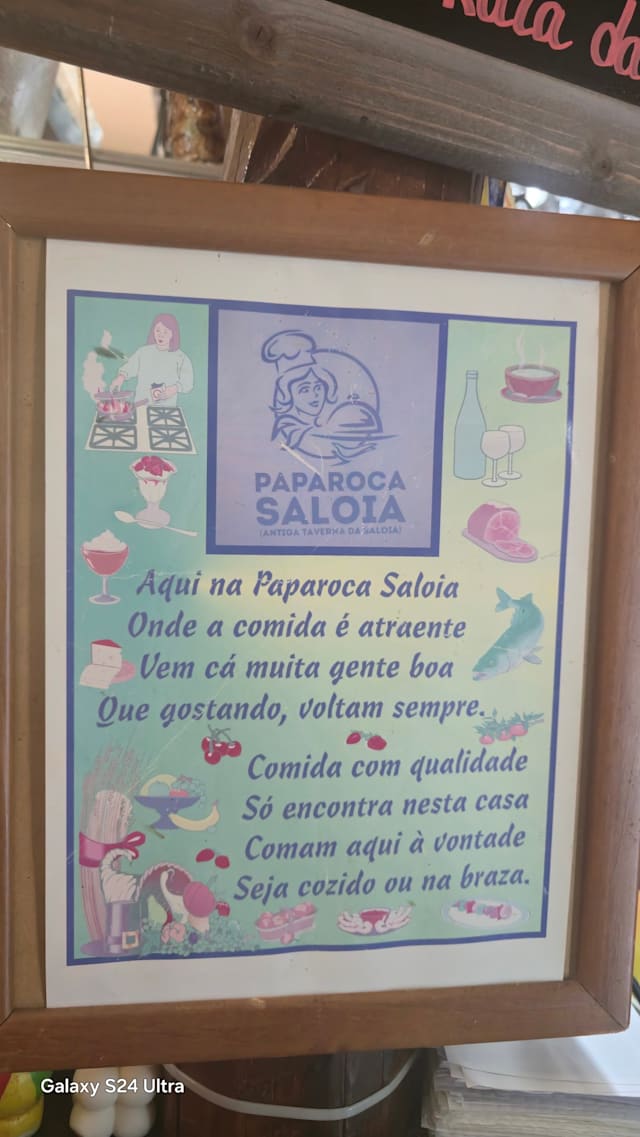 Rata da
PAPAROCA
SALOIA
(ANTIGA TAVERNA DA SALOIA)
Aqui na Paparoca Saloia
Onde a comida é atraente
Vem cá muita gente boa
Que gostando, voltam sempre.
Comida com qualidade
Só encontra nesta casa
Comam aqui à vontade
Seja cozido ou na braza.
Galaxy S24 Ultra